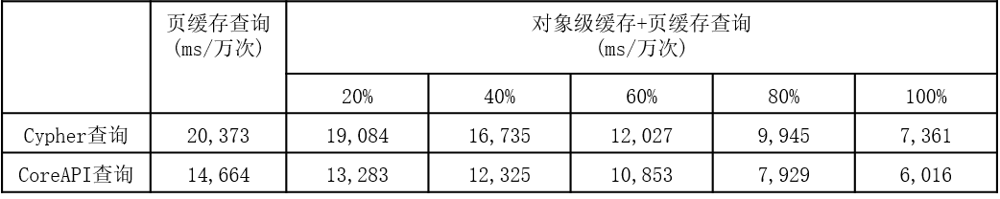 页缓存查询
(ms/万次)
对象级缓存+页缓存查询
(ms/万次)
20% 40% 60% 80% 100%
Cypher查询 20,373 19,084 16,735 12,027 9,945 7,361
CoreAPI查询 14,664 13,283 12,325 10,853 7,929 6,016